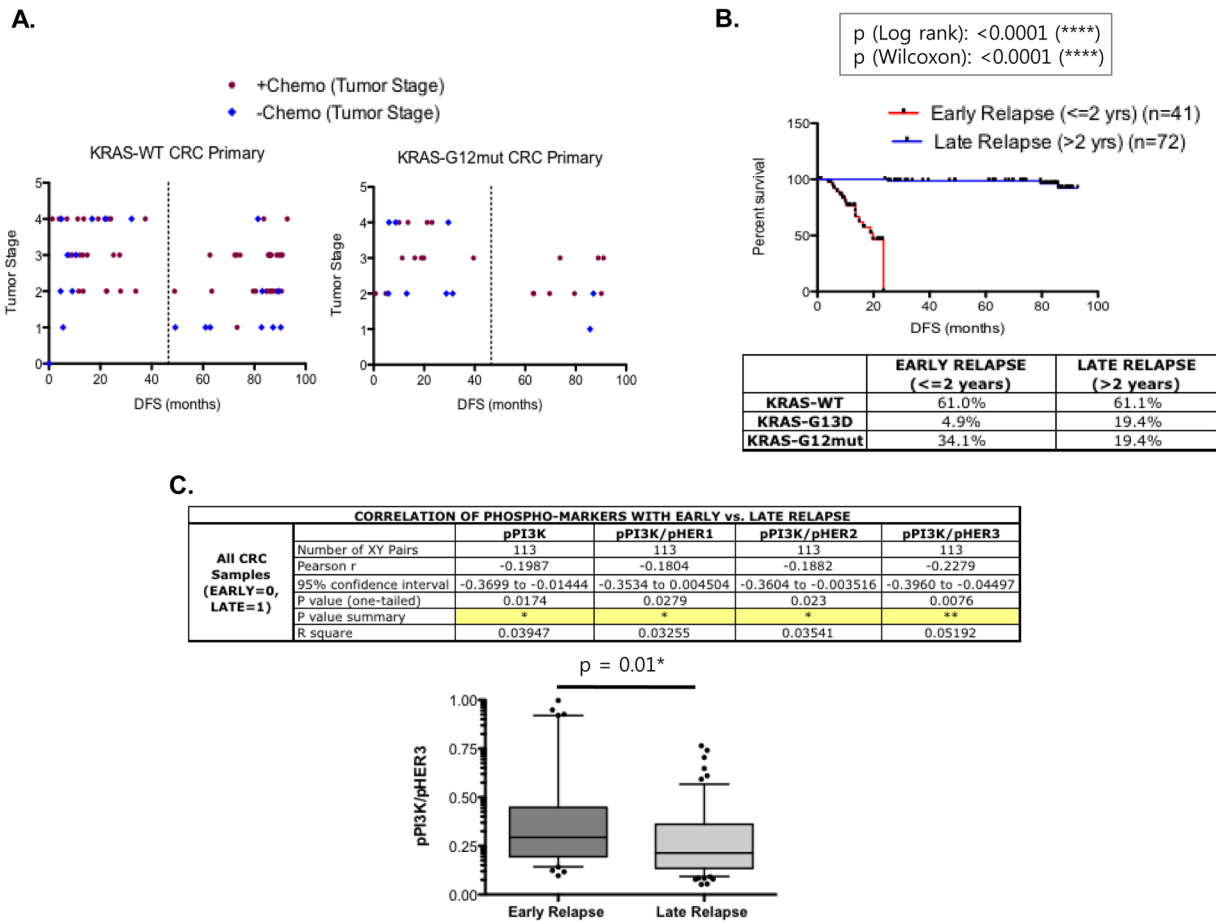 A.
+Chemo (Tumor Stage)
-Chemo (Tumor Stage)
KRAS-WT CRC Primary
Tumor Stage
5
4
3
2
1
0
0 20 40 60 80 100
DFS (months)
KRAS-G12mut CRC Primary
Tumor Stage
5
4
3
2
1
0
0 20 40 60 80 100
DFS (months)
B.
p (Log rank): <0.0001 (****)
p (Wilcoxon): <0.0001 (****)
Early Relapse (<=2 yrs) (n=41)
Late Relapse (>2 yrs) (n=72)
Percent survival
150
100
50
0
0 20 40 60 80 100
DFS (months)
EARLY RELAPSE (<=2 years) LATE RELAPSE (>2 years)
KRAS-WT 61.0% 61.1%
KRAS-G13D 4.9% 19.4%
KRAS-G12mut 34.1% 19.4%
C.
CORRELATION OF PHOSPHO-MARKERS WITH EARLY vs. LATE RELAPSE
All CRC
Samples
(EARLY=0,
LATE=1)
pPI3K pPI3K/pHER1 pPI3K/pHER2 pPI3K/pHER3
Number of XY Pairs 113 113 113 113
Pearson r -0.1987 -0.1804 -0.1882 -0.2279
95% confidence interval -0.3699 to -0.01444 -0.3534 to 0.004504 -0.3604 to -0.003516 -0.3960 to -0.04497
P value (one-tailed) 0.0174 0.0279 0.023 0.0076
P value summary * * * **
R square 0.03947 0.03255 0.03541 0.05192
p = 0.01*
pPI3K/pHER3
1.00
0.75
0.50
0.25
0.00
Early Relapse Late Relapse